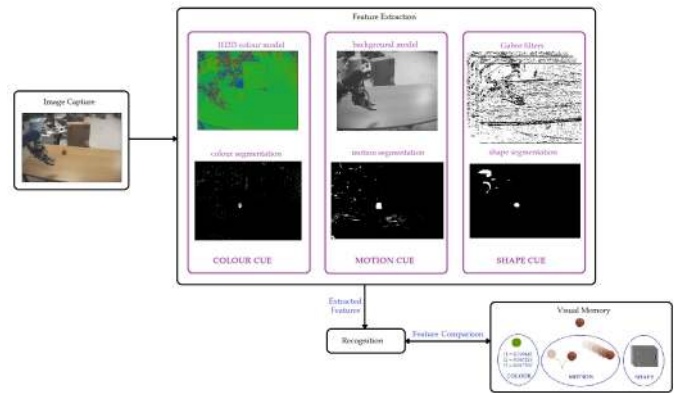 Feature Extraction
colour model
background model
Gabor filters
Image Capture
colour segmentation
motion segmentation
shape segmentation
COLOUR CUE
MOTION CUE
SHAPE CUE
Extracted
Features
Visual Memory
Recognition
Feature Comparison
COLOUR
MOTION
SHAPE